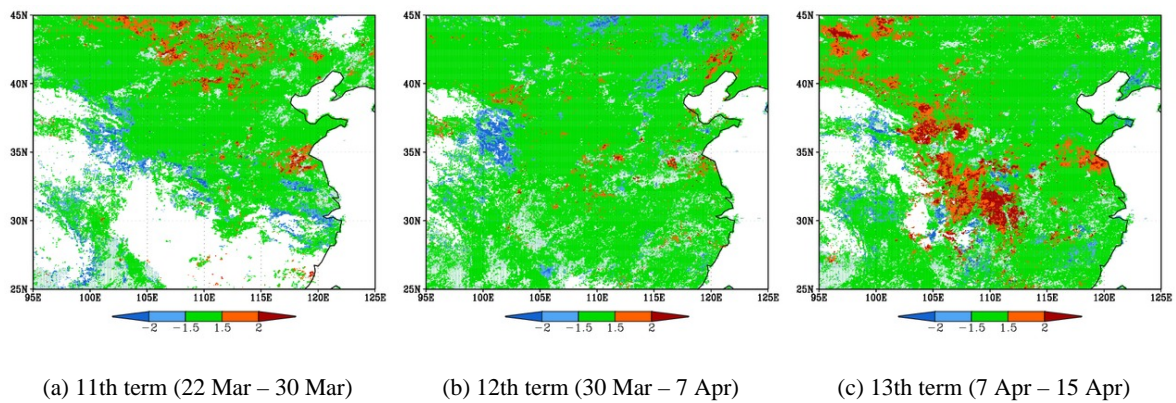 45N
40N
35N
30N
25N
95E 100E 105E 110E 115E 120E 125E
-2 -1.5 1.5 2
45N
40N
35N
30N
25N
95E 100E 105E 110E 115E 120E 125E
-2 -1.5 1.5 2
45N
40N
35N
30N
25N
95E 100E 105E 110E 115E 120E 125E
-2 -1.5 1.5 2
(a) 11th term (22 Mar – 30 Mar)
(b) 12th term (30 Mar – 7 Apr)
(c) 13th term (7 Apr – 15 Apr)